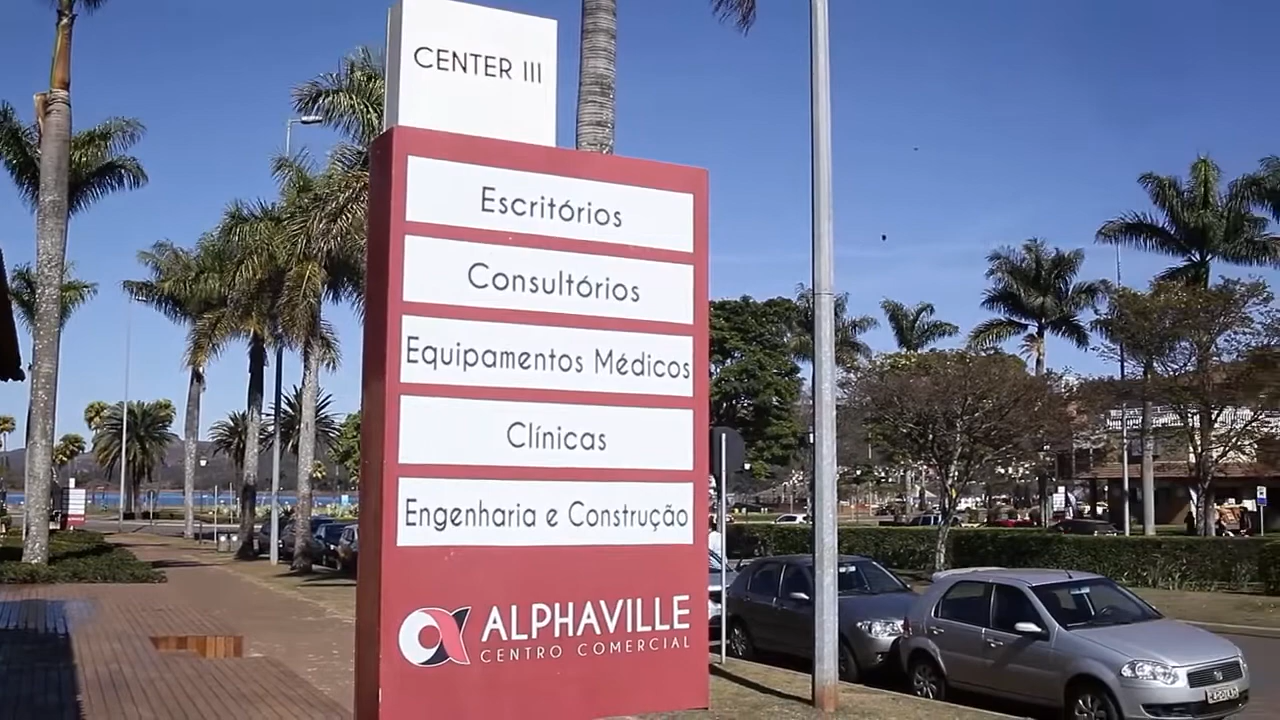 CENTER III
Escritórios
Consultórios
Equipamentos Médicos
Clínicas
Engenharia e Construção
ALPHAVILLE
CENTRO COMERCIAL